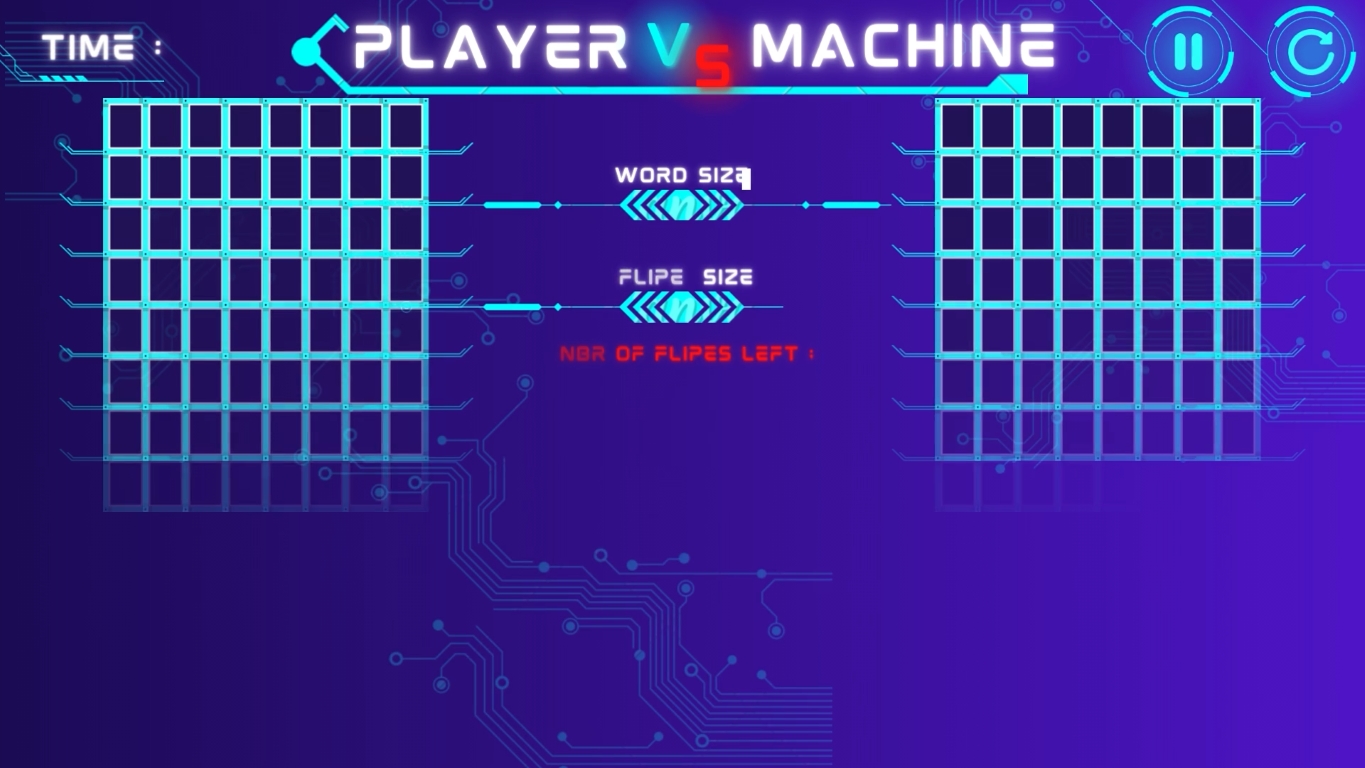 TIME :
PLAYER VS MACHINE
WORD SIZE
FLIPE SIZE
NBR OF FLIPES LEFT :